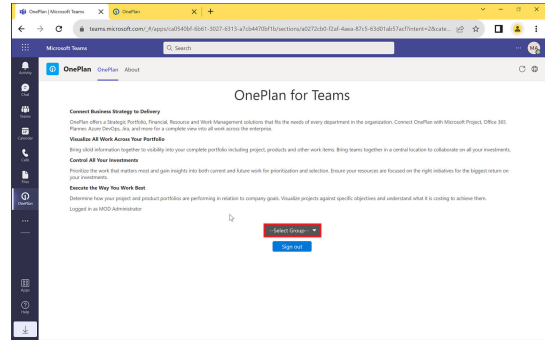 OnePlan | Microsoft Teams
OnePlan
teams.microsoft.com/_#/apps/ca0540bf-6b61-3027-6313-a7cb4470bf1b/sections/a0272cb0-f2af-4aea-87c5-63d01ab57acf?intent=2&cate...
Microsoft Teams
Search
MA
Activity
Chat
Teams
Calendar
Calls
Files
OnePlan
Apps
Help
OnePlan
OnePlan
About
OnePlan for Teams
Connect Business Strategy to Delivery
OnePlan offers a Strategic Portfolio, Financial, Resource and Work Management solutions that fits the needs of every department in the organization. Connect OnePlan with Microsoft Project, Office 365
Planner, Azure DevOps, Jira, and more for a complete view into all work across the enterprise.
Visualize All Work Across Your Portfolio
Bring siloed information together to visibility into your complete portfolio including project, products and other work items. Bring teams together in a central location to collaborate on all your investments.
Control All Your Investments
Prioritize the work that matters most and gain insights into both current and future work for prioritization and selection. Ensure your resources are focused on the right initiatives for the biggest return on
your investments.
Execute the Way You Work Best
Determine how your project and product portfolios are performing in relation to company goals. Visualize projects against specific objectives and understand what it is costing to achieve them.
Logged in as MOD Administrator
--Select Group--
Sign out